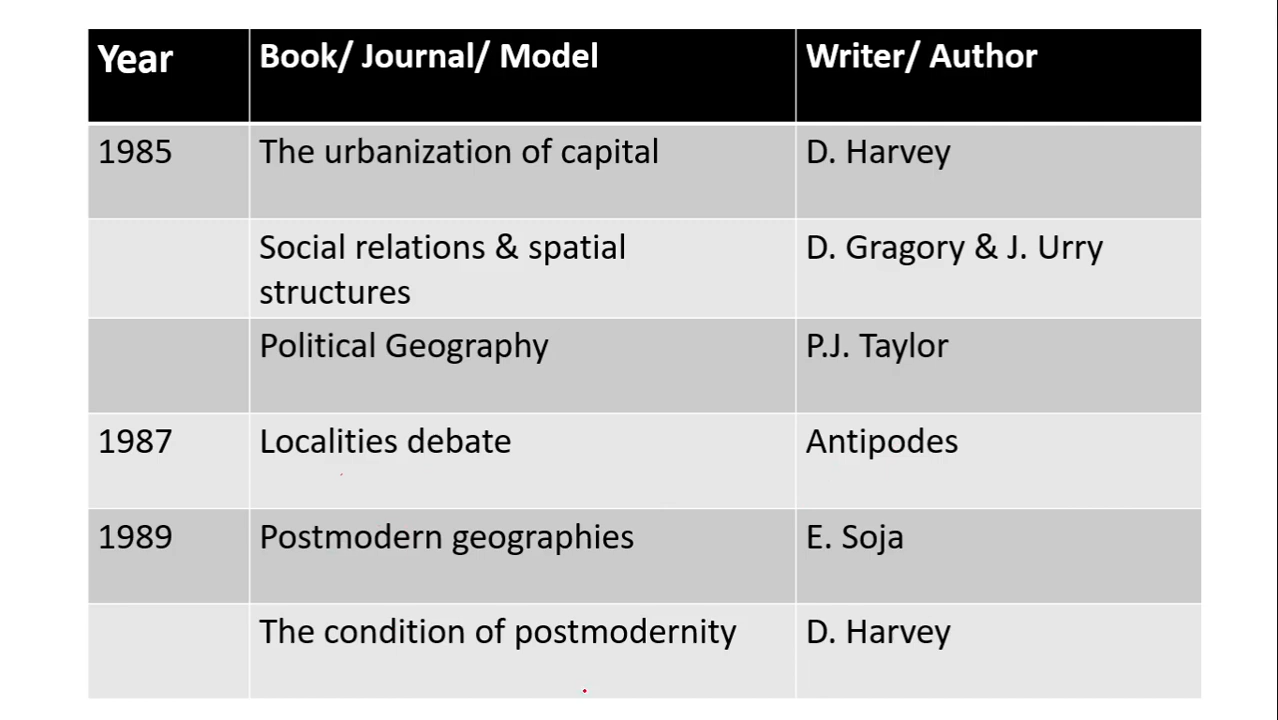 Year Book/ Journal/ Model Writer/ Author
1985 The urbanization of capital D. Harvey
Social relations & spatial D. Gragory & J. Urry
structures
Political Geography P.J. Taylor
1987 Localities debate Antipodes
1989 Postmodern geographies E. Soja
The condition of postmodernity D. Harvey